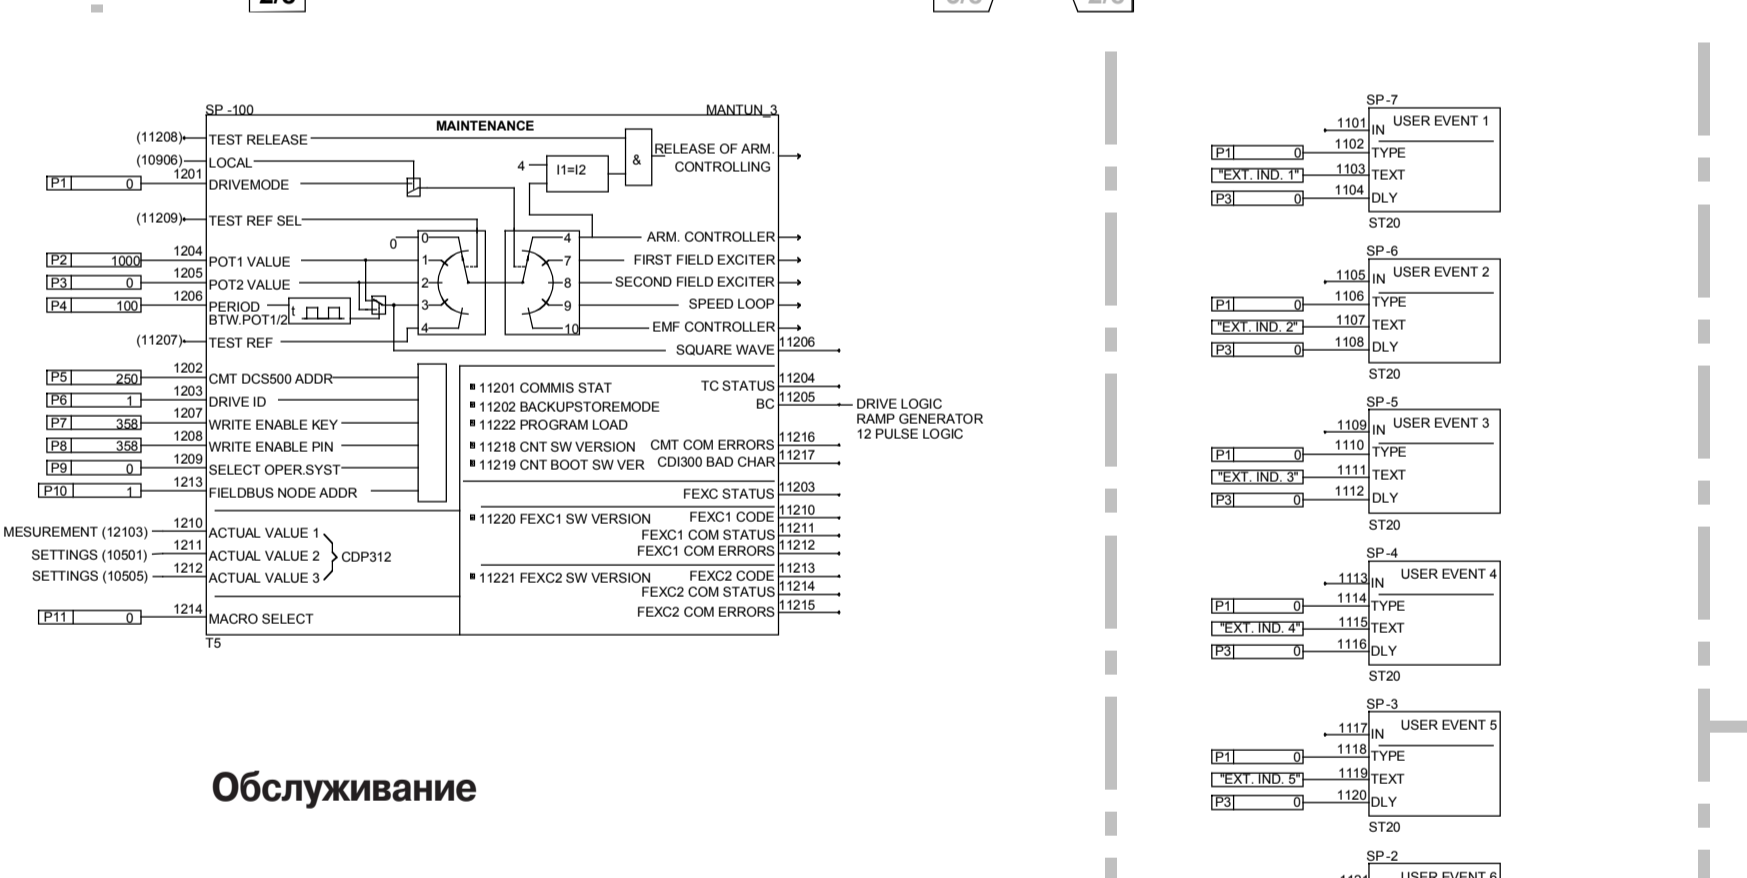 SP -100
MANTUN_3
MAINTENANCE
(11208)
TEST RELEASE
(10906)
LOCAL
P1 0
1201
DRIVEMODE
4
I1=I2
&
RELEASE OF ARM.
CONTROLLING
(11209)
TEST REF SEL
P2 1000
1204
POT1 VALUE
P3 0
1205
POT2 VALUE
P4 100
1206
PERIOD
BTW.POT1/2
t
(11207)
TEST REF
0
0
1
2
3
4
4
7
8
9
10
ARM. CONTROLLER
FIRST FIELD EXCITER
SECOND FIELD EXCITER
SPEED LOOP
EMF CONTROLLER
SQUARE WAVE
11206
P5 250
1202
CMT DCS500 ADDR
P6 1
1203
DRIVE ID
P7 358
1207
WRITE ENABLE KEY
P8 358
1208
WRITE ENABLE PIN
P9 0
1209
SELECT OPER.SYST
P10 1
1213
FIELDBUS NODE ADDR
MESUREMENT (12103)
1210
ACTUAL VALUE 1
SETTINGS (10501)
1211
ACTUAL VALUE 2
CDP312
SETTINGS (10505)
1212
ACTUAL VALUE 3
P11 0
1214
MACRO SELECT
T5
11201 COMMIS STAT
11202 BACKUPSTOREMODE
11222 PROGRAM LOAD
11218 CNT SW VERSION
11219 CNT BOOT SW VER
11220 FEXC1 SW VERSION
11221 FEXC2 SW VERSION
TC STATUS
11204
BC
11205
DRIVE LOGIC
RAMP GENERATOR
12 PULSE LOGIC
CMT COM ERRORS
11216
CDI300 BAD CHAR
11217
FEXC STATUS
11203
FEXC1 CODE
11210
FEXC1 COM STATUS
11211
FEXC1 COM ERRORS
11212
FEXC2 CODE
11213
FEXC2 COM STATUS
11214
FEXC2 COM ERRORS
11215
Обслуживание
SP-7
USER EVENT 1
1101
IN
P1 0
1102
TYPE
"EXT. IND. 1"
1103
TEXT
P3 0
1104
DLY
ST20
SP-6
USER EVENT 2
1105
IN
P1 0
1106
TYPE
"EXT. IND. 2"
1107
TEXT
P3 0
1108
DLY
ST20
SP-5
USER EVENT 3
1109
IN
P1 0
1110
TYPE
"EXT. IND. 3"
1111
TEXT
P3 0
1112
DLY
ST20
SP-4
USER EVENT 4
1113
IN
P1 0
1114
TYPE
"EXT. IND. 4"
1115
TEXT
P3 0
1116
DLY
ST20
SP-3
USER EVENT 5
1117
IN
P1 0
1118
TYPE
"EXT. IND. 5"
1119
TEXT
P3 0
1120
DLY
ST20
SP-2
USER EVENT 6